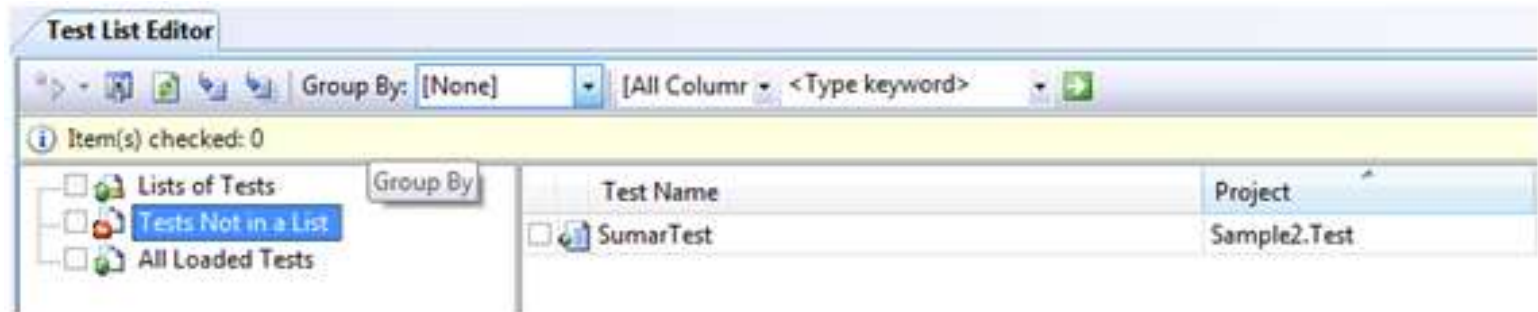 Test List Editor
Group By: [None] [All Columr <Type keyword>
Item(s) checked: 0
Lists of Tests
Tests Not in a List
All Loaded Tests
Group By
Test Name Project
SumarTest Sample2.Test